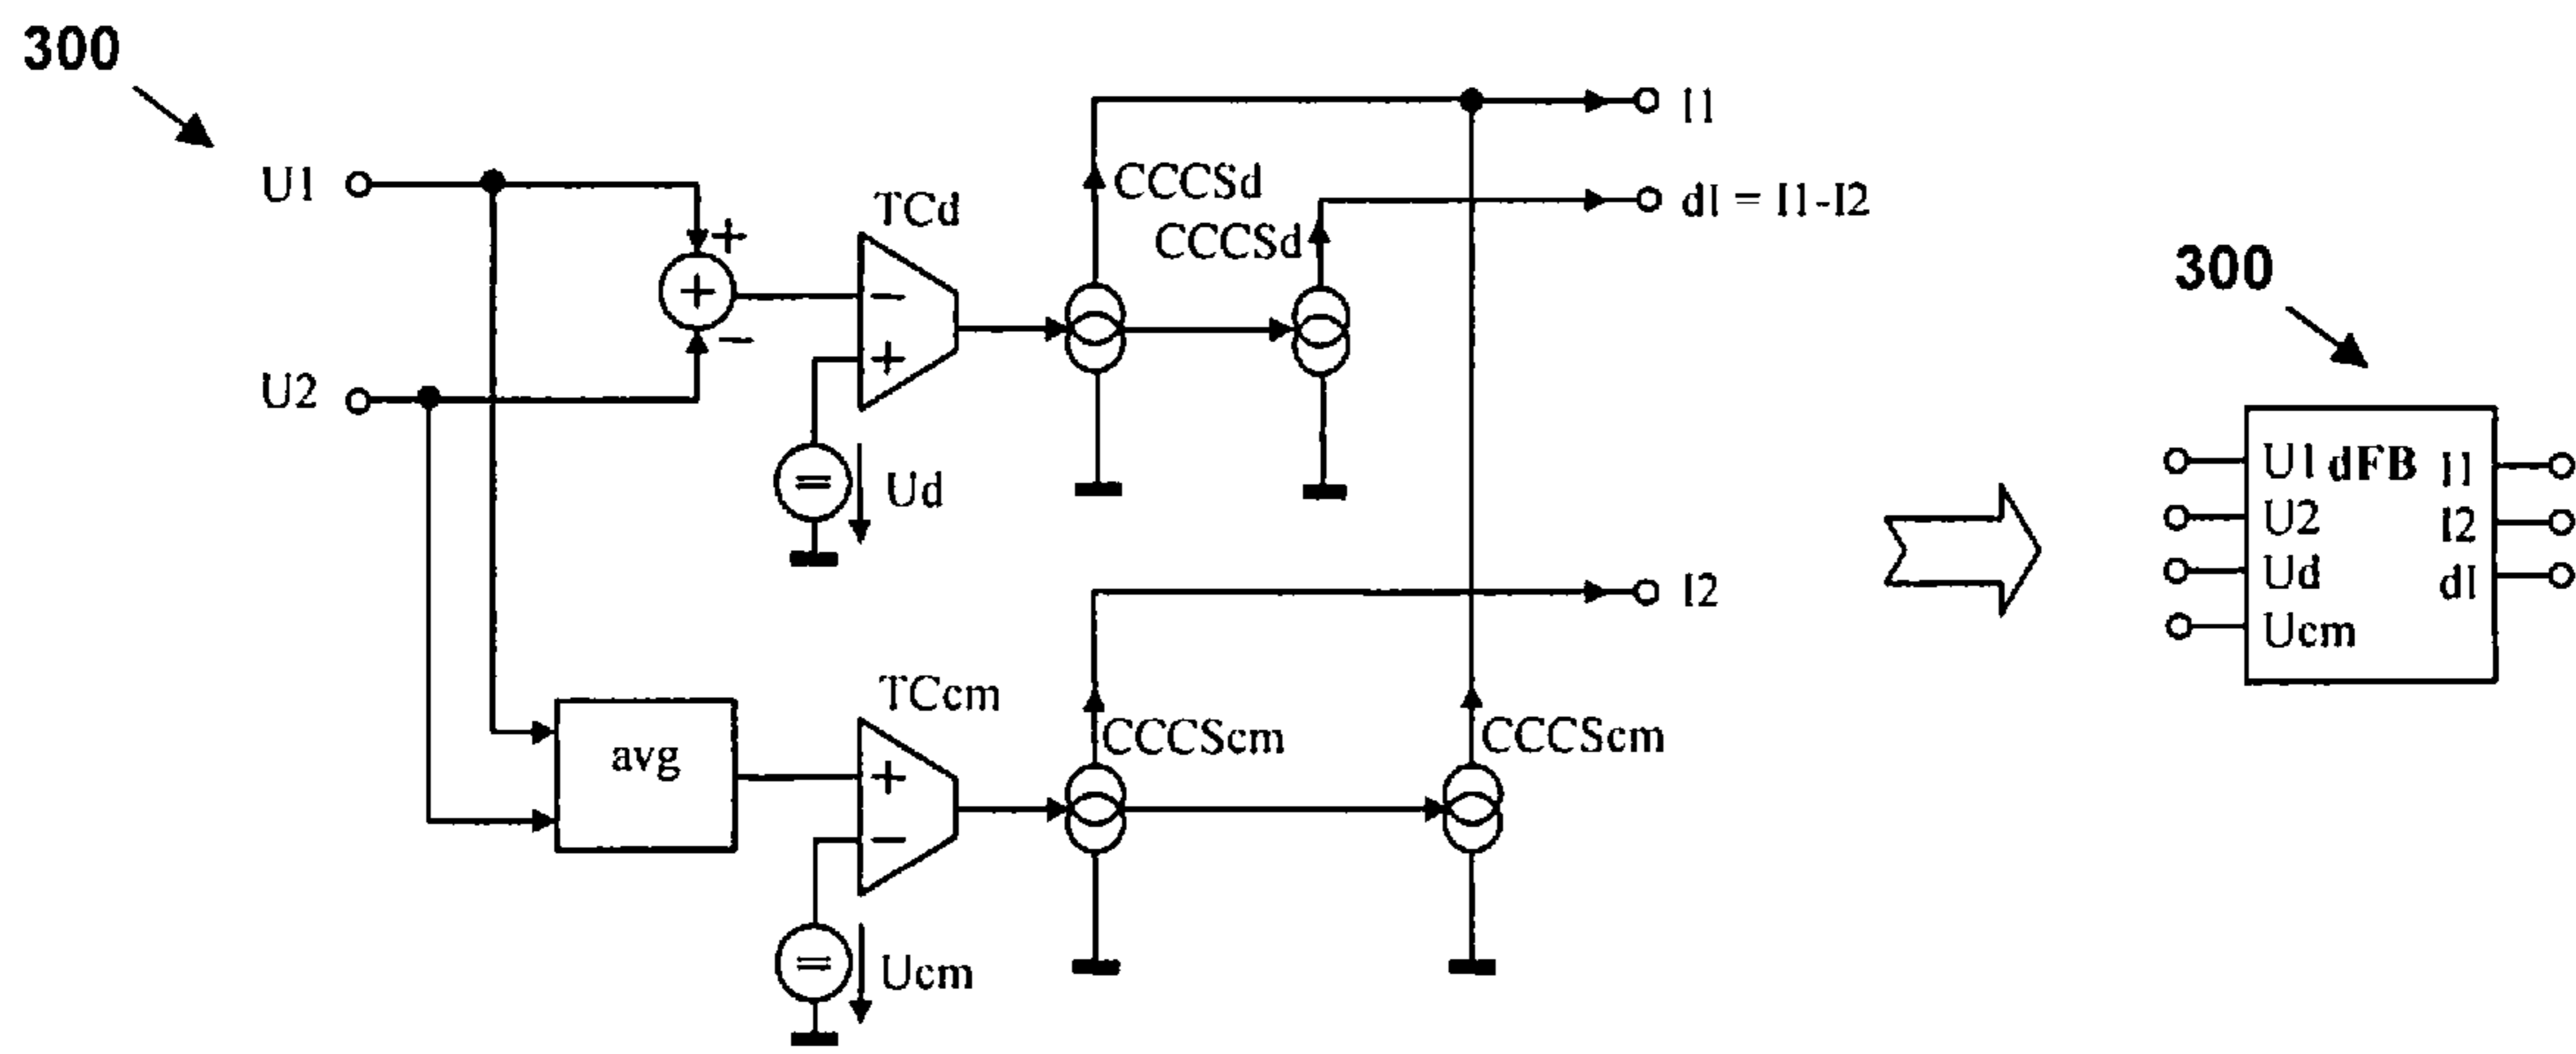 300
U1
U2
+
+
−
TCd
−
+
Ud
=
CCCSd
CCCSd
I1
dI = I1-I2
I2
avg
TCcm
+
−
=
Ucm
CCCScm
CCCScm
300
U1 dFB I1
U2 I2
Ud dI
Ucm